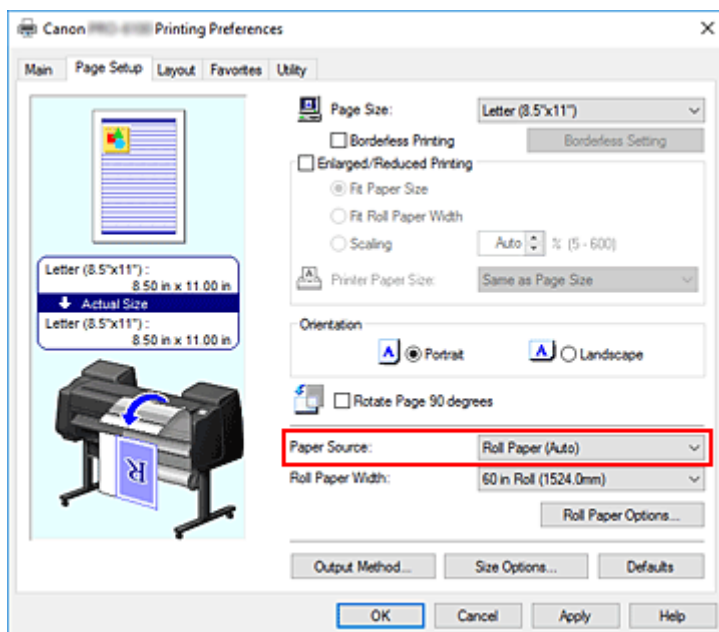 Canon Printing Preferences
Main Page Setup Layout Favorites Utility
Page Size: Letter (8.5"x11")
Borderless Printing Borderless Setting
Enlarged/Reduced Printing
Fit Paper Size
Fit Roll Paper Width
Scaling Auto % (5 - 600)
Printer Paper Size: Same as Page Size
Letter (8.5"x11") :
8.50 in x 11.00 in
Actual Size
Letter (8.5"x11") :
8.50 in x 11.00 in
Orientation
A Portrait A Landscape
Rotate Page 90 degrees
Paper Source: Roll Paper (Auto)
Roll Paper Width: 60 in Roll (1524.0mm)
Roll Paper Options...
R
Output Method... Size Options... Defaults
OK Cancel Apply Help